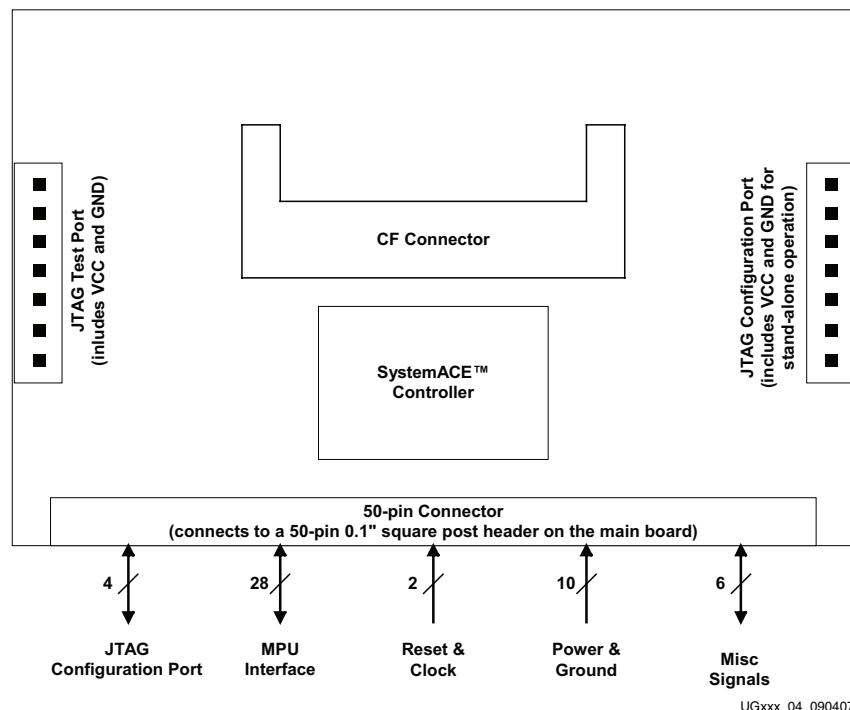 CF Connector
JTAG Test Port
(inludes VCC and GND)
JTAG Configuration Port
(includes VCC and GND for
stand-alone operation)
SystemACE™
Controller
50-pin Connector
(connects to a 50-pin 0.1" square post header on the main board)
4
28
2
10
6
JTAG
Configuration Port
MPU
Interface
Reset &
Clock
Power &
Ground
Misc
Signals
UGxxx_04_090407